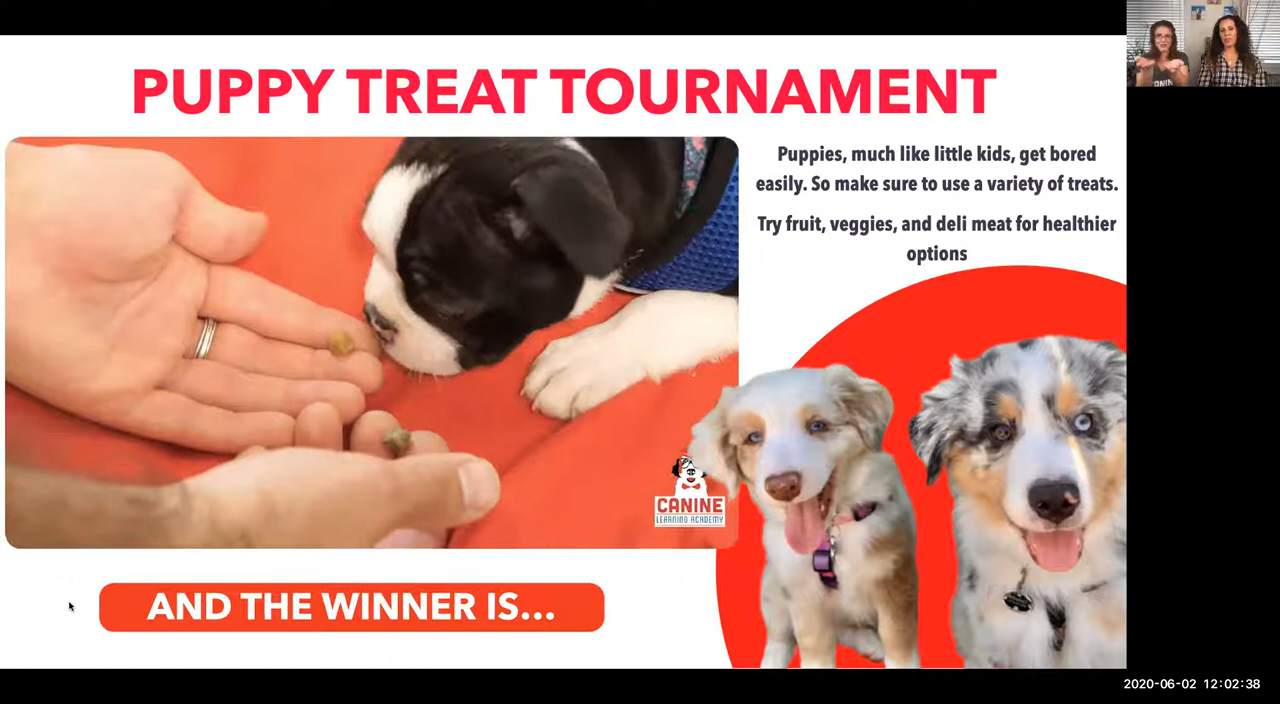 PUPPY TREAT TOURNAMENT
Puppies, much like little kids, get bored
easily. So make sure to use a variety of treats.
Try fruit, veggies, and deli meat for healthier
options
CANINE
LEARNING ACADEMY
AND THE WINNER IS...
2020-06-02 12:02:38